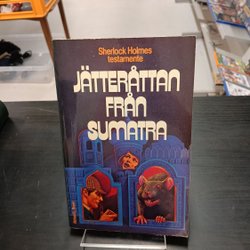 Sherlock Holmes
testamente
JÄTTERÅTTAN
FRÅN
SUMATRA